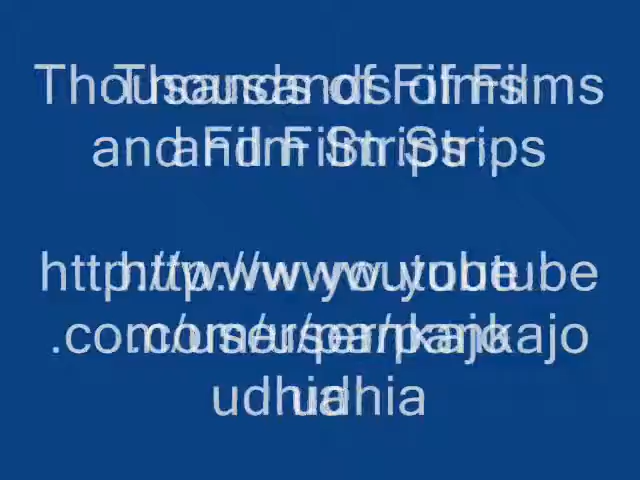 Thousands of Films
and Film Strips
http://www.youtube
.com/user/pankajo
udhia